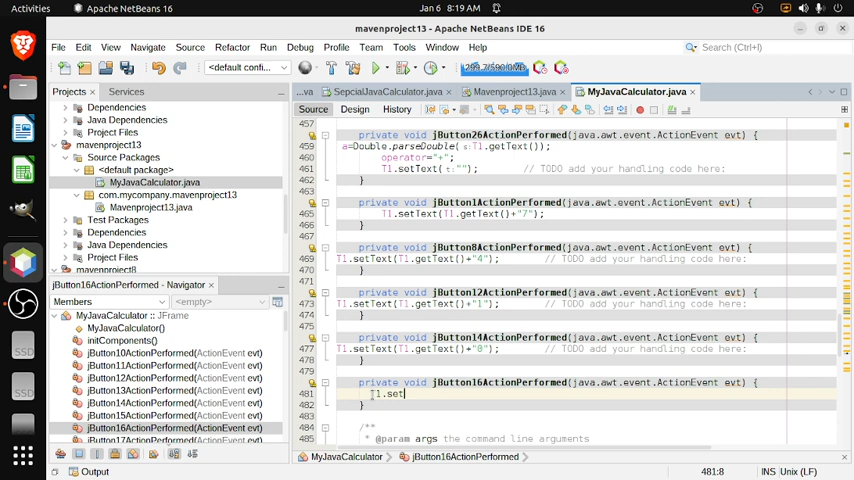 Activities
Jan 6 8:19 AM
mavenproject13 - Apache NetBeans IDE 16
File Edit View Navigate Source Refactor Run Debug Profile Team Tools Window Help
<default confi...
299.7/590.0MB
Search (Ctrl+I)
Projects
Services
...va
SepcialJavaCalculator.java
Mavenproject13.java
MyJavaCalculator.java
Source Design History
Dependencies
Java Dependencies
Project Files
mavenproject13
Source Packages
<default package>
MyJavaCalculator.java
com.mycompany.mavenproject13
Mavenproject13.java
Test Packages
Dependencies
Java Dependencies
Project Files
mavenproject8
jButton16ActionPerformed - Navigator
Members
<empty>
MyJavaCalculator :: JFrame
MyJavaCalculator()
initComponents()
jButton10ActionPerformed(ActionEvent evt)
jButton11ActionPerformed(ActionEvent evt)
jButton12ActionPerformed(ActionEvent evt)
jButton13ActionPerformed(ActionEvent evt)
jButton14ActionPerformed(ActionEvent evt)
jButton15ActionPerformed(ActionEvent evt)
jButton16ActionPerformed(ActionEvent evt)
jButton17ActionPerformed(ActionEvent evt)
457
private void jButton26ActionPerformed(java.awt.event.ActionEvent evt) {
459 a=Double.parseDouble( s:T1.getText());
460 operator="+";
461 T1.setText( t:""); // TODO add your handling code here:
462 }
463
private void jButton1ActionPerformed(java.awt.event.ActionEvent evt) {
465 T1.setText(T1.getText()+"7");
466 }
467
private void jButton8ActionPerformed(java.awt.event.ActionEvent evt) {
469 T1.setText(T1.getText()+"4"); // TODO add your handling code here:
470 }
471
private void jButton12ActionPerformed(java.awt.event.ActionEvent evt) {
473 T1.setText(T1.getText()+"1"); // TODO add your handling code here:
474 }
475
private void jButton14ActionPerformed(java.awt.event.ActionEvent evt) {
477 T1.setText(T1.getText()+"0"); // TODO add your handling code here:
478 }
479
private void jButton16ActionPerformed(java.awt.event.ActionEvent evt) {
481 T1.set
482 }
483
484 /**
485 * @param args the command line arguments
MyJavaCalculator
jButton16ActionPerformed
Output
481:8
INS
Unix (LF)
SSD
SSD
SSD